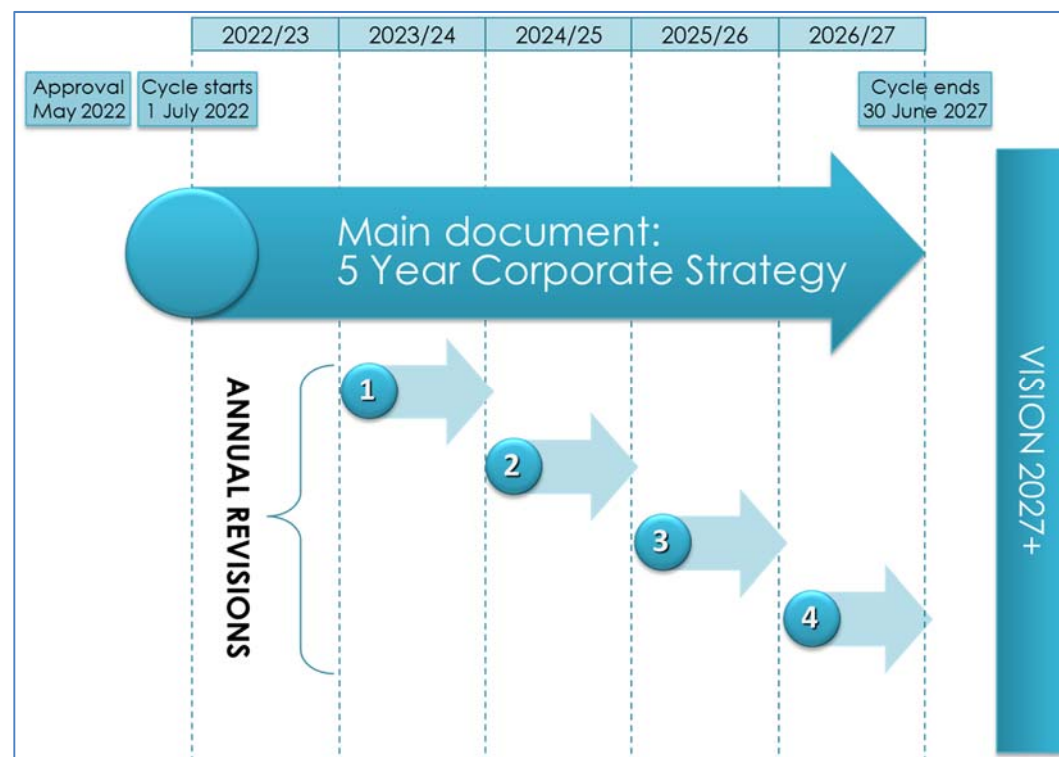 2022/23
2023/24
2024/25
2025/26
2026/27
Approval
May 2022
Cycle starts
1 July 2022
Cycle ends
30 June 2027
Main document:
5 Year Corporate Strategy
ANNUAL REVISIONS
1
2
3
4
VISION 2027+